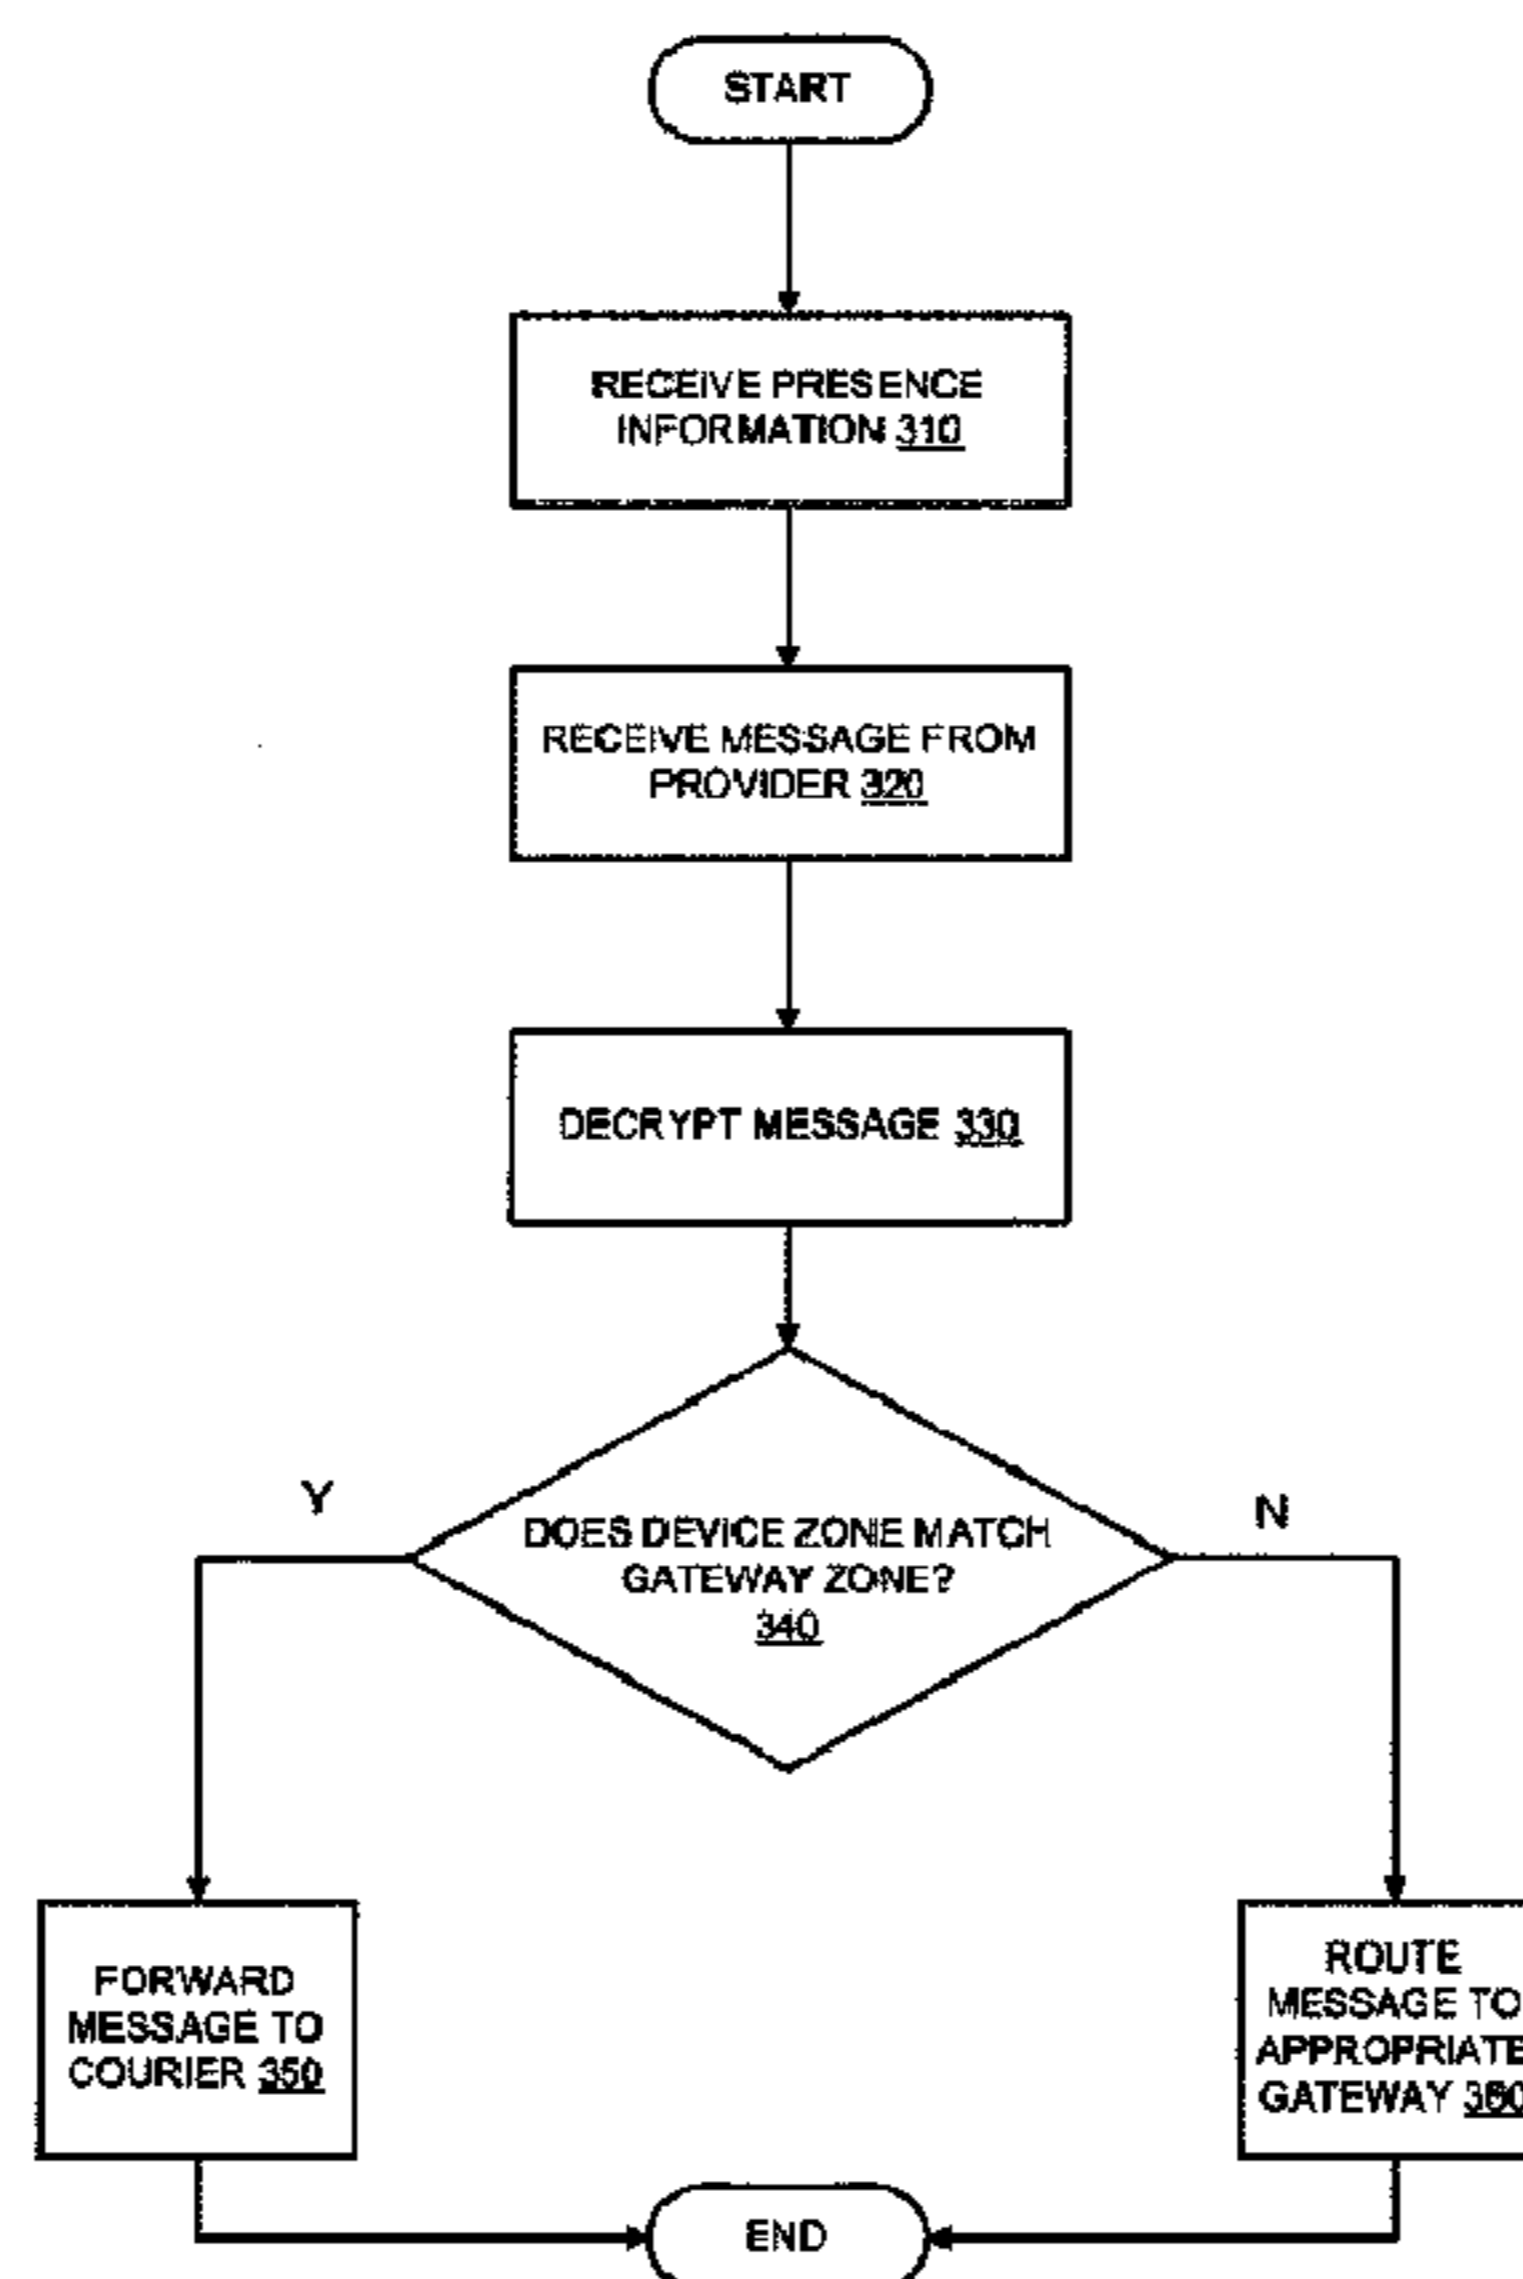 START
RECEIVE PRESENCE
INFORMATION 310
RECEIVE MESSAGE FROM
PROVIDER 320
DECRYPT MESSAGE 330
Y
N
DOES DEVICE ZONE MATCH
GATEWAY ZONE?
340
FORWARD
MESSAGE TO
COURIER 350
ROUTE
MESSAGE TO
APPROPRIATE
GATEWAY
END